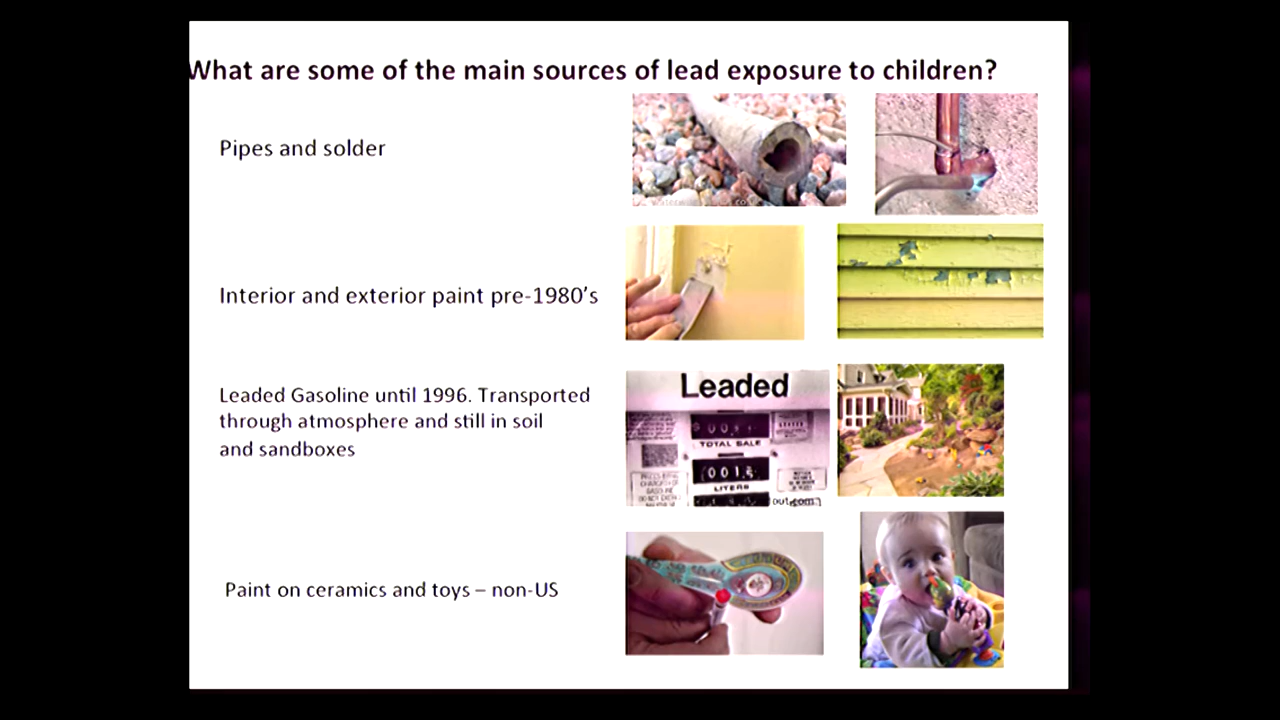 What are some of the main sources of lead exposure to children?
Pipes and solder
Interior and exterior paint pre-1980's
Leaded Gasoline until 1996. Transported
through atmosphere and still in soil
and sandboxes
Leaded
TOTAL SALE
LITERS
Paint on ceramics and toys – non-US